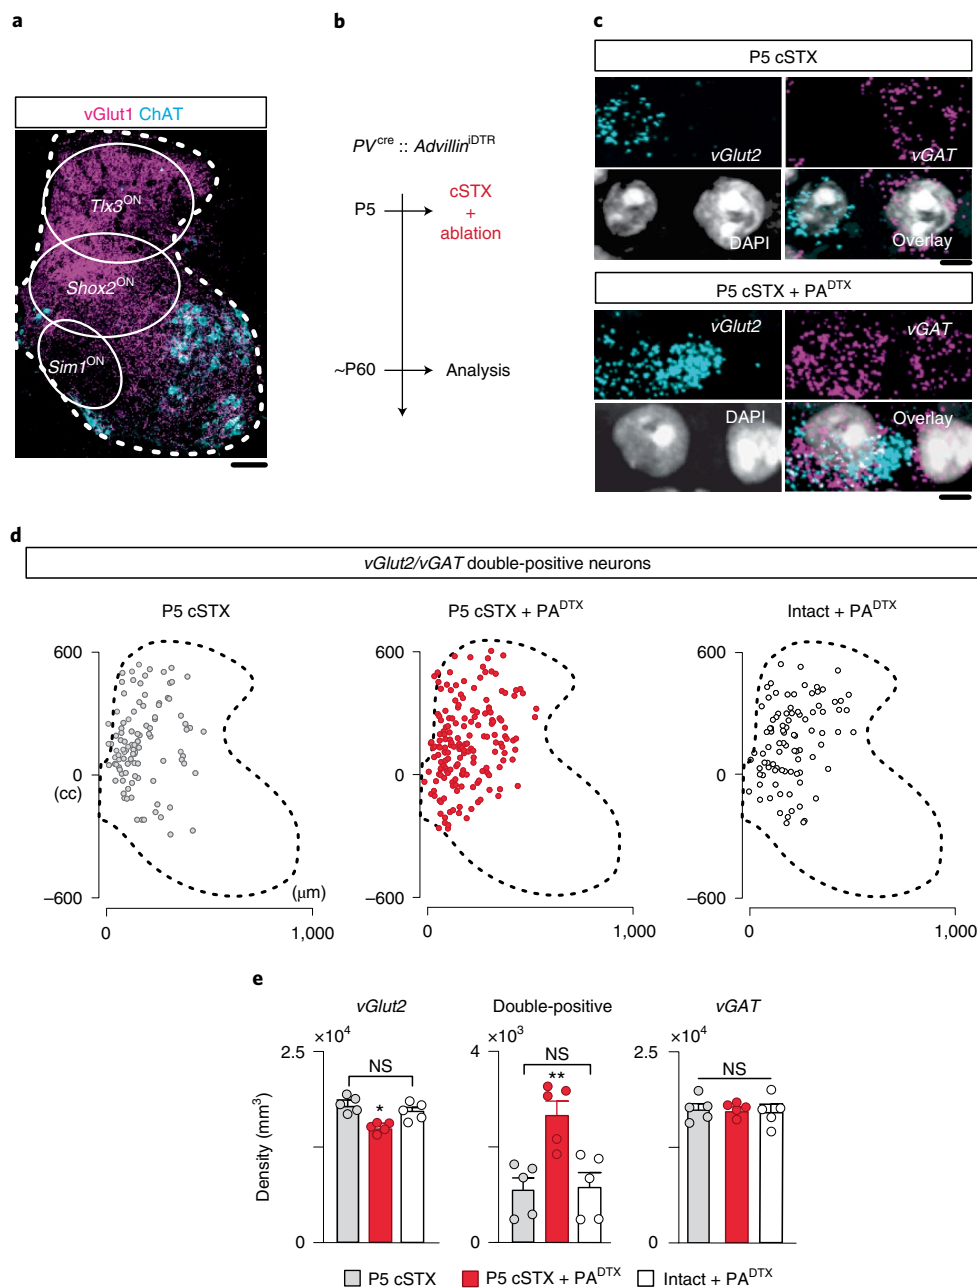 a
vGlut1 ChAT
Tlx3ON
Shox2ON
Sim1ON
b
PVcre :: AdvilliniDTR
P5
cSTX
+
ablation
~P60
Analysis
c
P5 cSTX
vGlut2
vGAT
DAPI
Overlay
P5 cSTX + PADTX
vGlut2
vGAT
DAPI
Overlay
d
vGlut2/vGAT double-positive neurons
P5 cSTX
P5 cSTX + PADTX
Intact + PADTX
600
0
(cc)
–600
(µm)
0
1,000
600
0
–600
0
1,000
600
0
–600
0
1,000
e
vGlut2
Double-positive
vGAT
×10⁴
×10³
×10⁴
2.5
NS
*
0
4
NS
**
0
2.5
NS
0
Density (mm³)
P5 cSTX
P5 cSTX + PADTX
Intact + PADTX